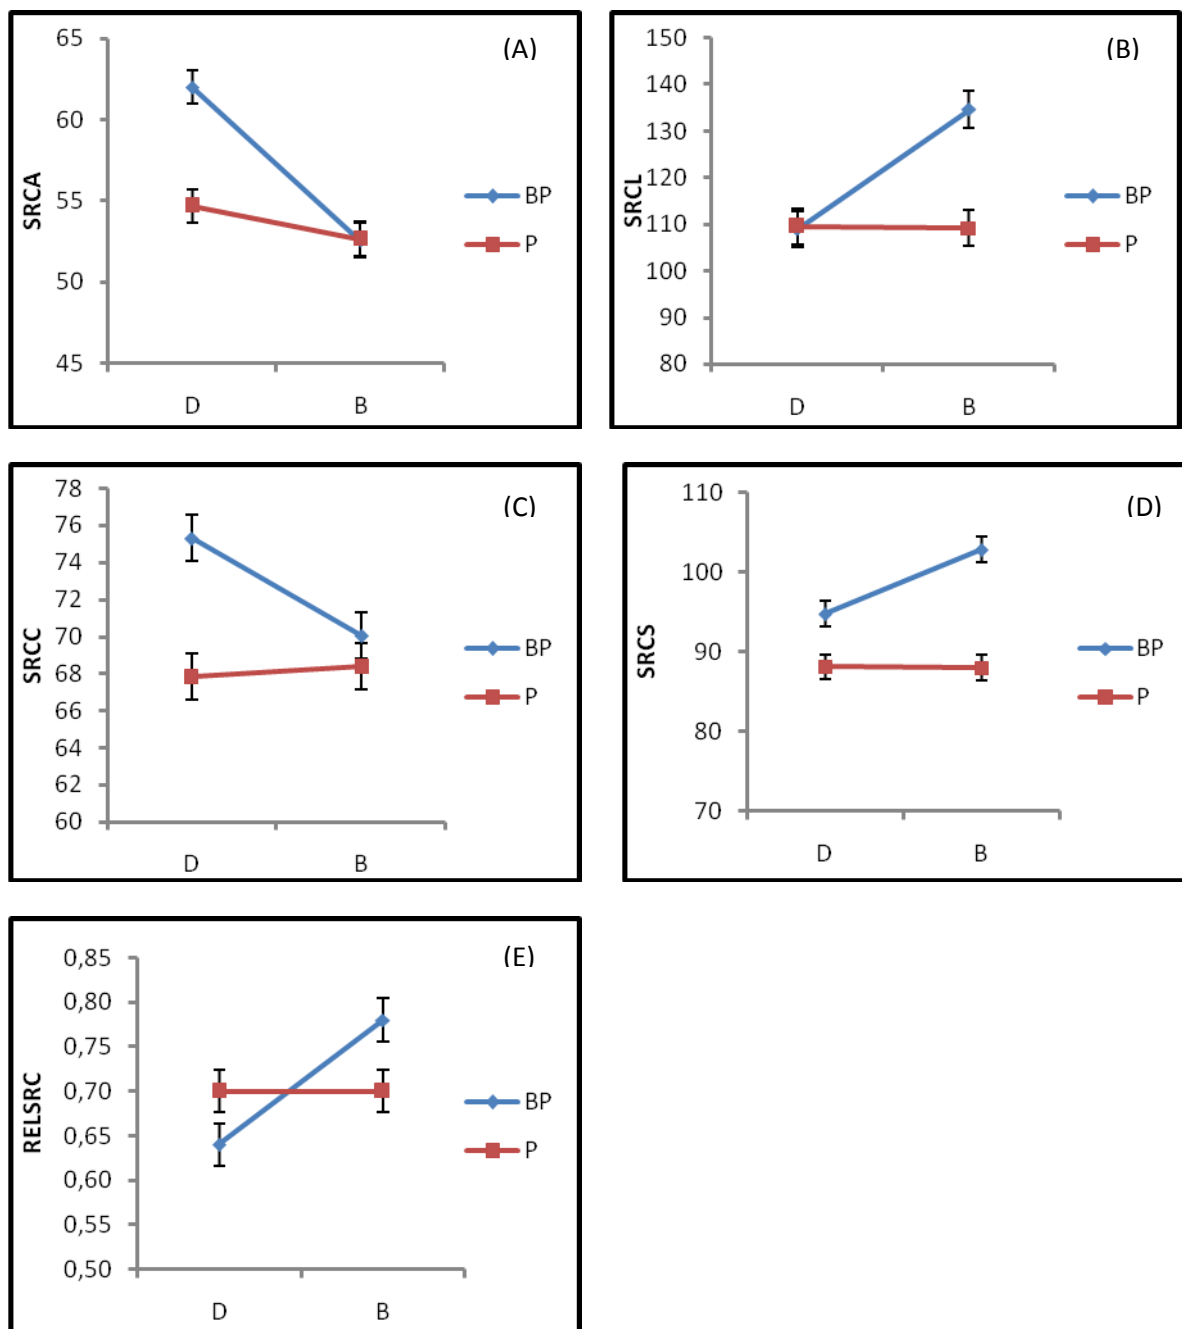 (A)
SRCA
65
60
55
50
45
D B
BP
P
(B)
SRCL
150
140
130
120
110
100
90
80
D B
BP
P
(C)
SRCC
78
76
74
72
70
68
66
64
62
60
D B
BP
P
(D)
SRCS
110
100
90
80
70
D B
BP
P
(E)
RELSRC
0,85
0,80
0,75
0,70
0,65
0,60
0,55
0,50
D B
BP
P